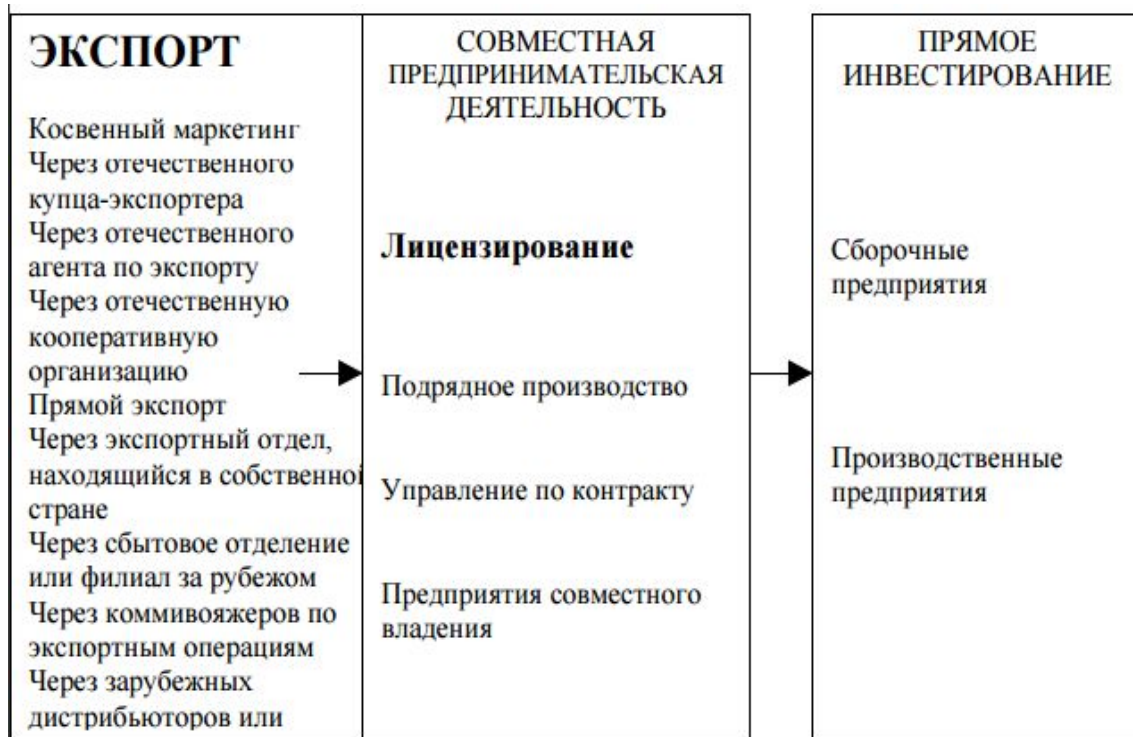 ЭКСПОРТ
Косвенный маркетинг
Через отечественного
купца-экспортера
Через отечественного
агента по экспорту
Через отечественную
кооперативную
организацию
Прямой экспорт
Через экспортный отдел,
находящийся в собственной
стране
Через сбытовое отделение
или филиал за рубежом
Через коммивояжеров по
экспортным операциям
Через зарубежных
дистрибьюторов или
СОВМЕСТНАЯ
ПРЕДПРИНИМАТЕЛЬСКАЯ
ДЕЯТЕЛЬНОСТЬ
Лицензирование
Подрядное производство
Управление по контракту
Предприятия совместного
владения
ПРЯМОЕ
ИНВЕСТИРОВАНИЕ
Сборочные
предприятия
Производственные
предприятия